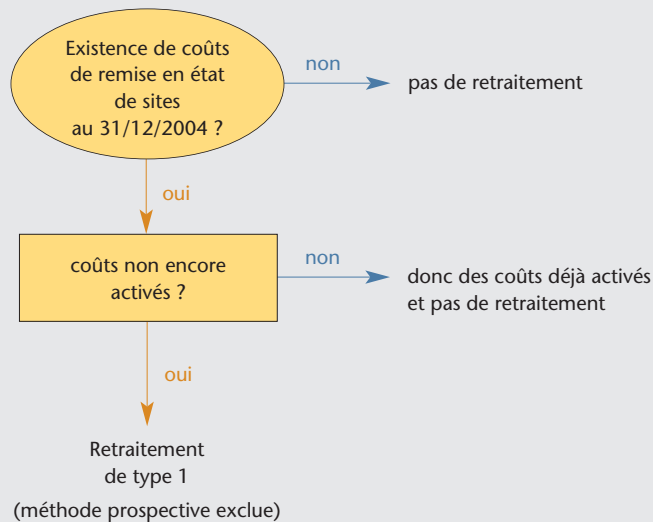 Existence de coûts
de remise en état
de sites
au 31/12/2004 ?
non
pas de retraitement
oui
coûts non encore
activés ?
non
donc des coûts déjà activés
et pas de retraitement
oui
Retraitement
de type 1
(méthode prospective exclue)